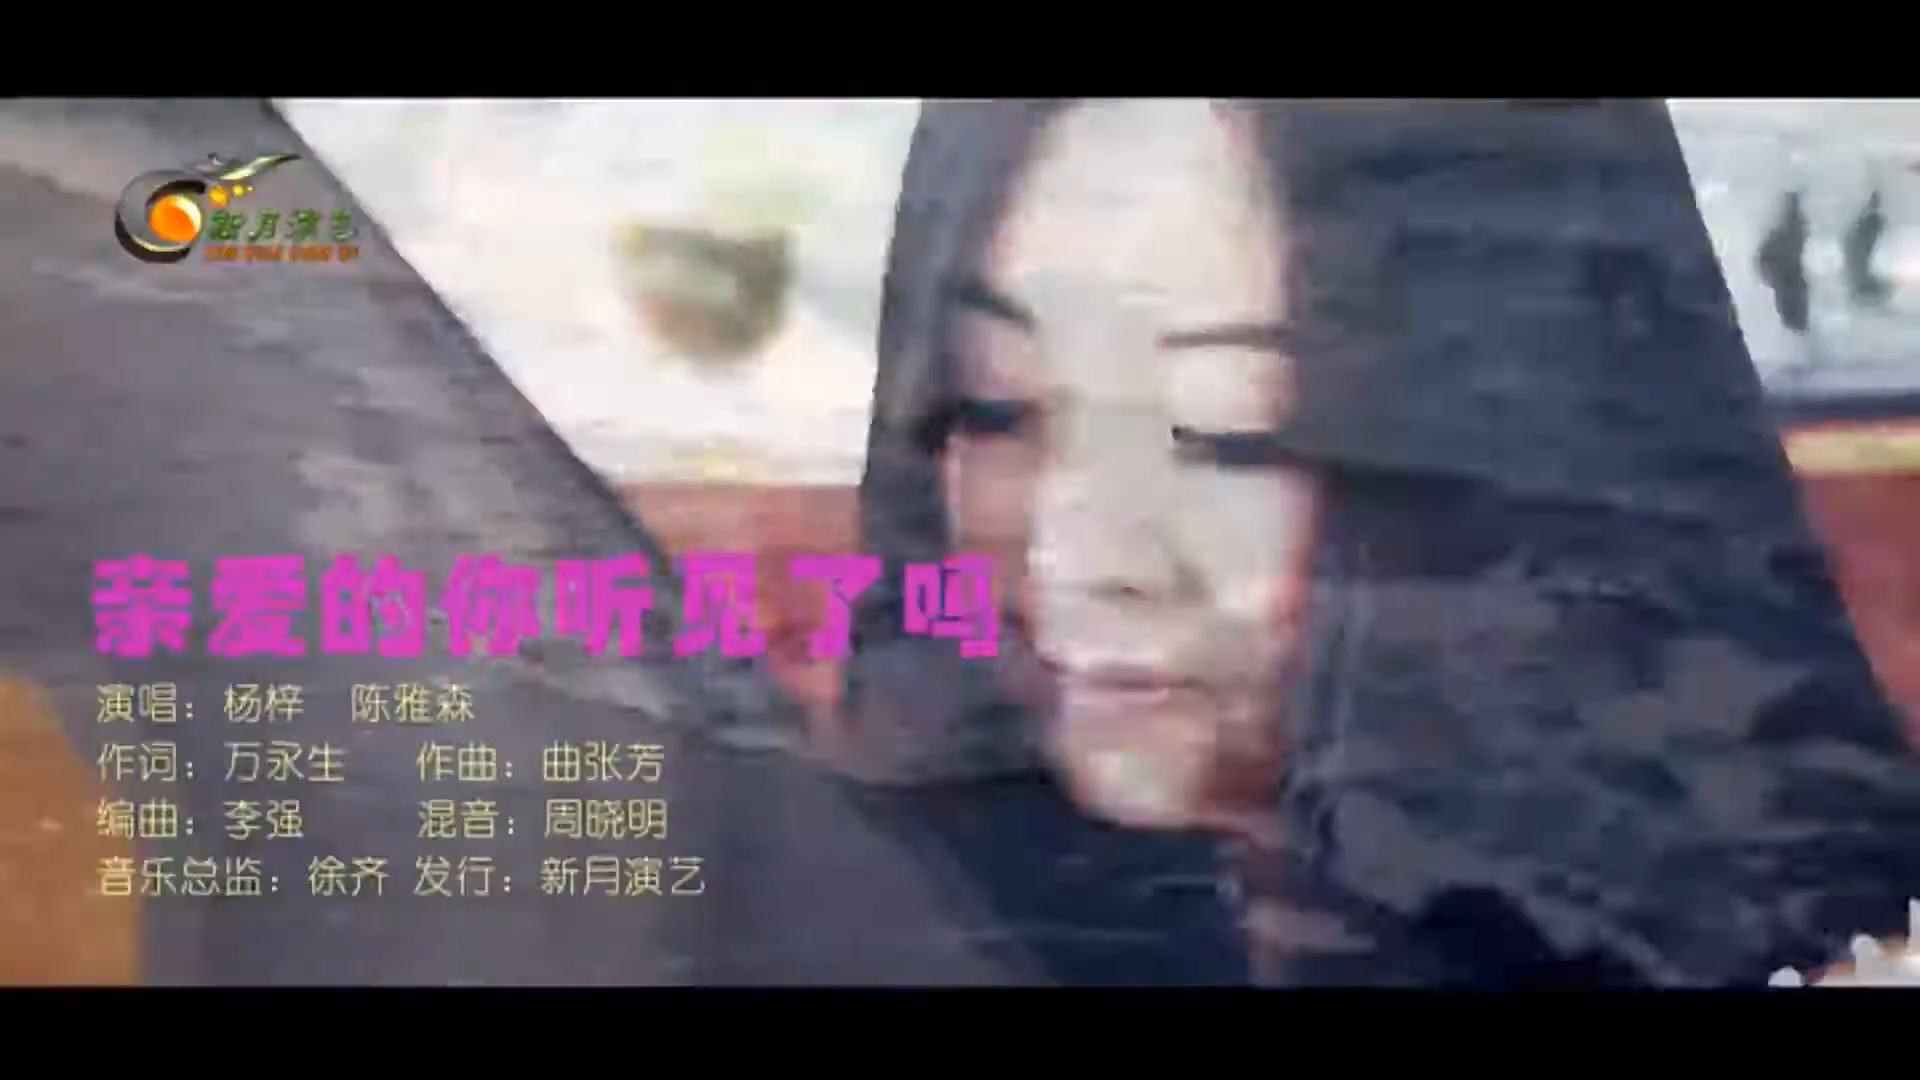 新月演艺
亲爱的你听见了吗
演唱：杨梓 陈雅森
作词：万永生 作曲：曲张芳
编曲：李强 混音：周晓明
音乐总监：徐齐 发行：新月演艺